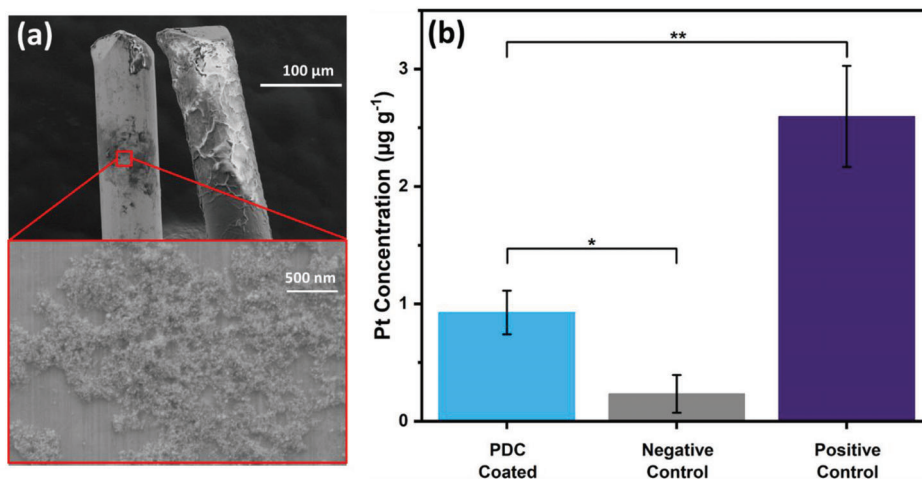 (a)
100 µm
500 nm
(b)
Pt Concentration (µg g⁻¹)
3
2
1
0
**
*
PDC
Coated
Negative
Control
Positive
Control